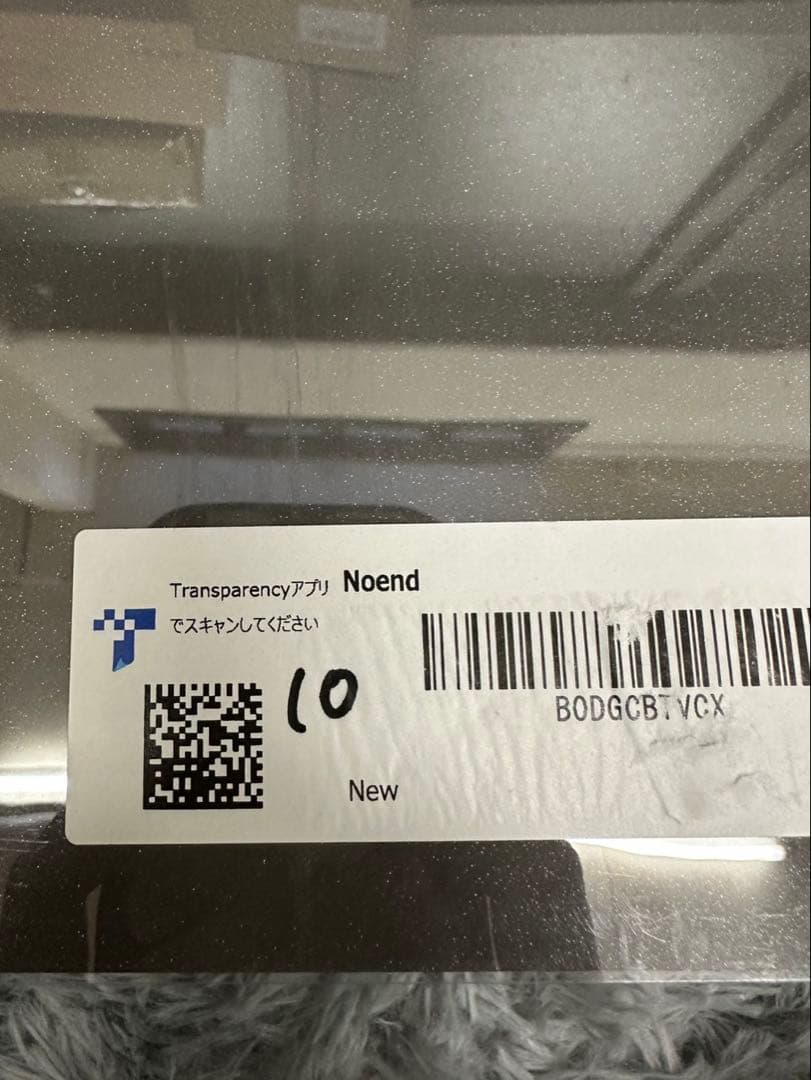 Transparencyアプリ Noend
でスキャンしてください
10
B0DGCBTVCX
New